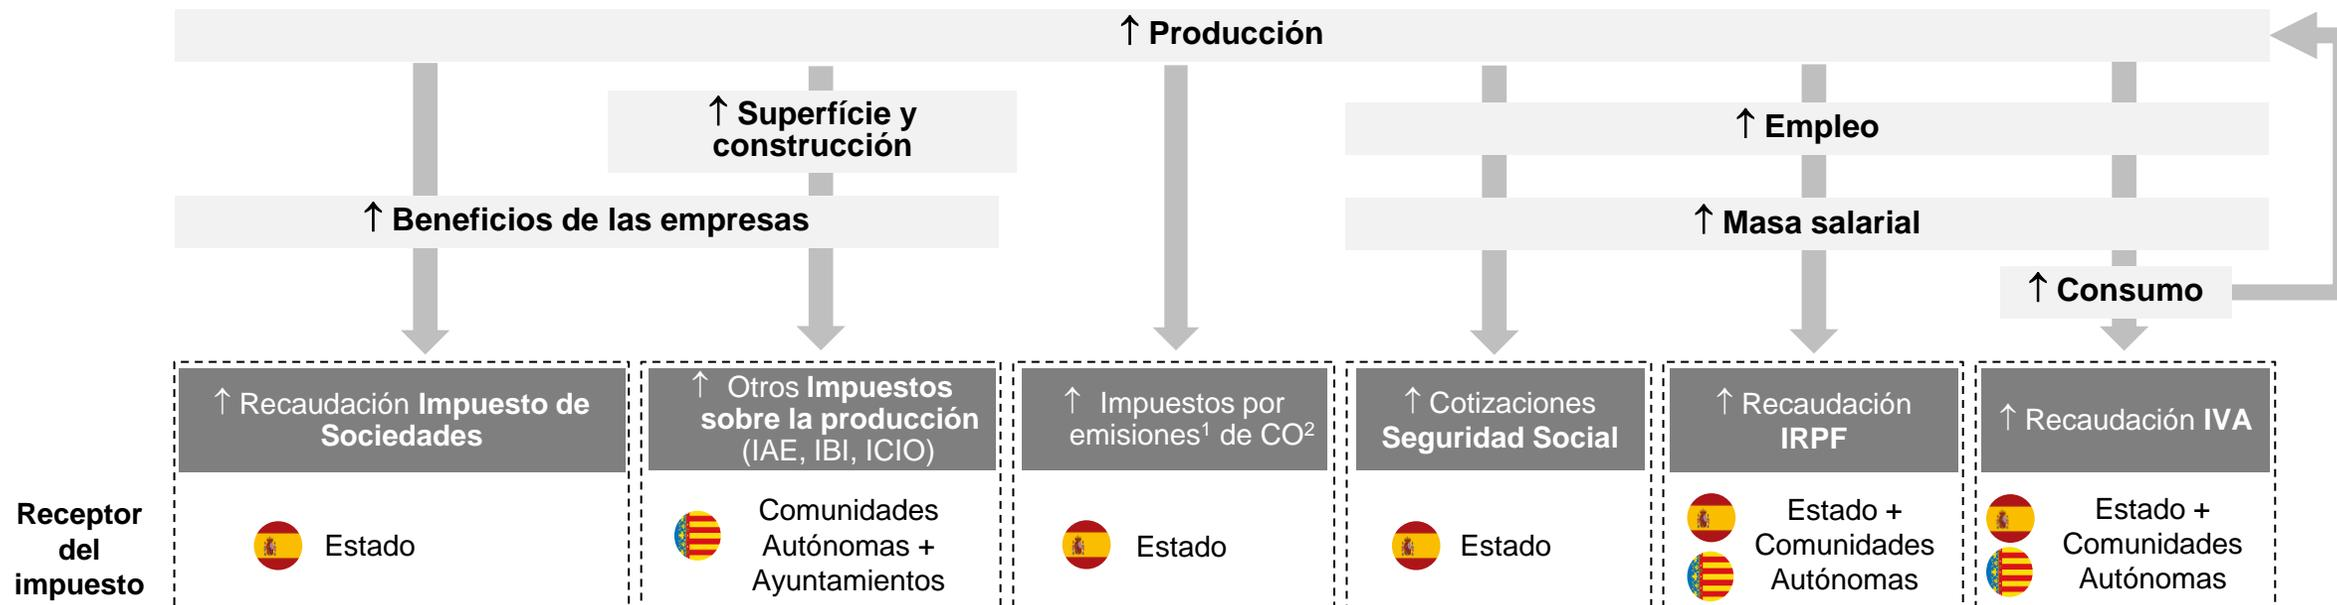 ↑ Producción
↑ Superfície y
construcción
↑ Empleo
↑ Beneficios de las empresas
↑ Masa salarial
↑ Consumo
↑ Recaudación Impuesto de
Sociedades
↑ Otros Impuestos
sobre la producción
(IAE, IBI, ICIO)
↑ Impuestos por
emisiones¹ de CO²
↑ Cotizaciones
Seguridad Social
↑ Recaudación
IRPF
↑ Recaudación IVA
Receptor
del
impuesto
Estado
Comunidades
Autónomas +
Ayuntamientos
Estado
Estado
Estado +
Comunidades
Autónomas
Estado +
Comunidades
Autónomas